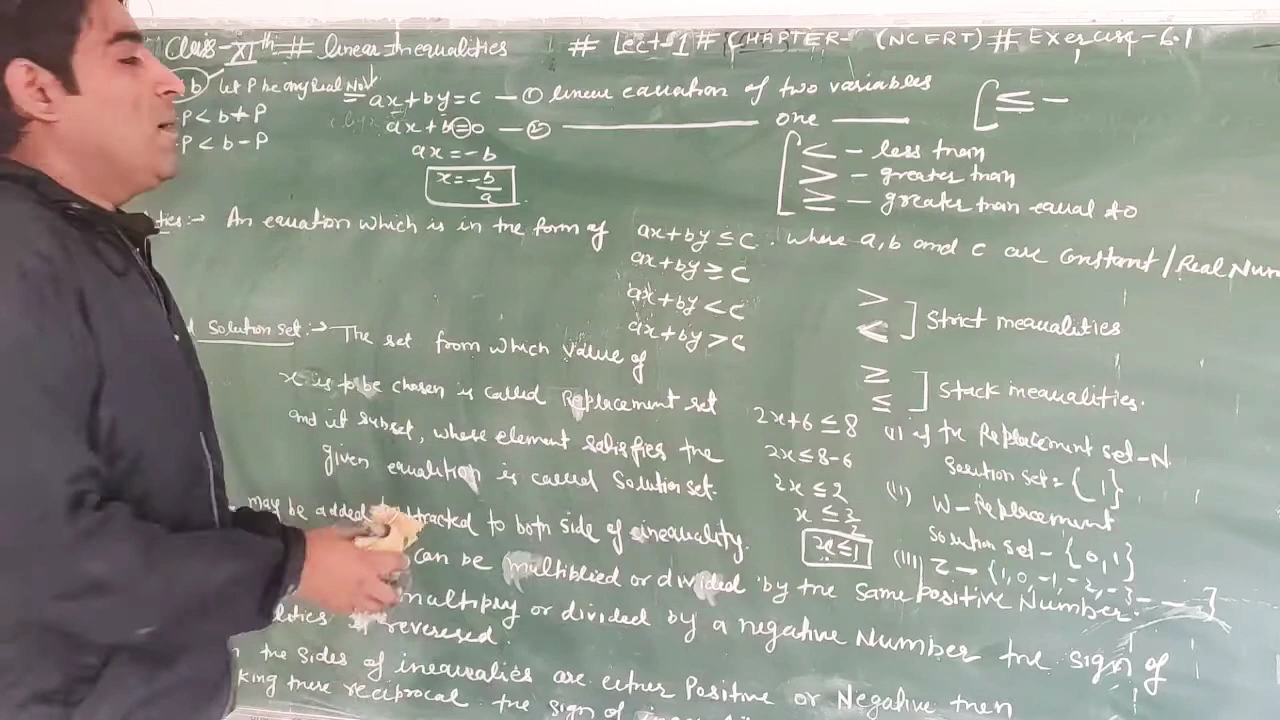 Class-XIth # linear Inequalities # Lect-1 # CHAPTER- (NCERT) # Exercise-6.1
b) let P be any Real No.
P < b+P
P < b-P
ax+by=c - ① linear equation of two variables
ax+b=0 - ② ——— one ———
ax=-b
x=-b/a
≤ -
< - less than
> - greater than
≥ - greater than equal to
ties:- An equation which is in the form of ax+by≤c. where a,b and c are constant/Real Num
ax+by≥c
ax+by<c
ax+by>c
>
< ] Strict inequalities
≥
≤ ] Stack inequalities.
d Solution set:→ The set from which value of
x is to be chosen is called Replacement set
and it subset, whose element satisfies the
given equalition is called Solution set.
2x+6≤8
2x≤8-6
2x≤2
x≤2/2
x≤1
(i) if the Replacement set-N
Solution set={1}
(ii) W-Replacement
Solution set-{0,1}
(iii) Z-{1,0,-1,-2,-3---}
may be added btracted to both side of inequality.
can be multiplied or divided by the same positive Number.
multiply or divided by a negative Number the sign of
lities is reversed.
n the sides of inequalities are either Positive or Negative then
king there reciprocal the sign of